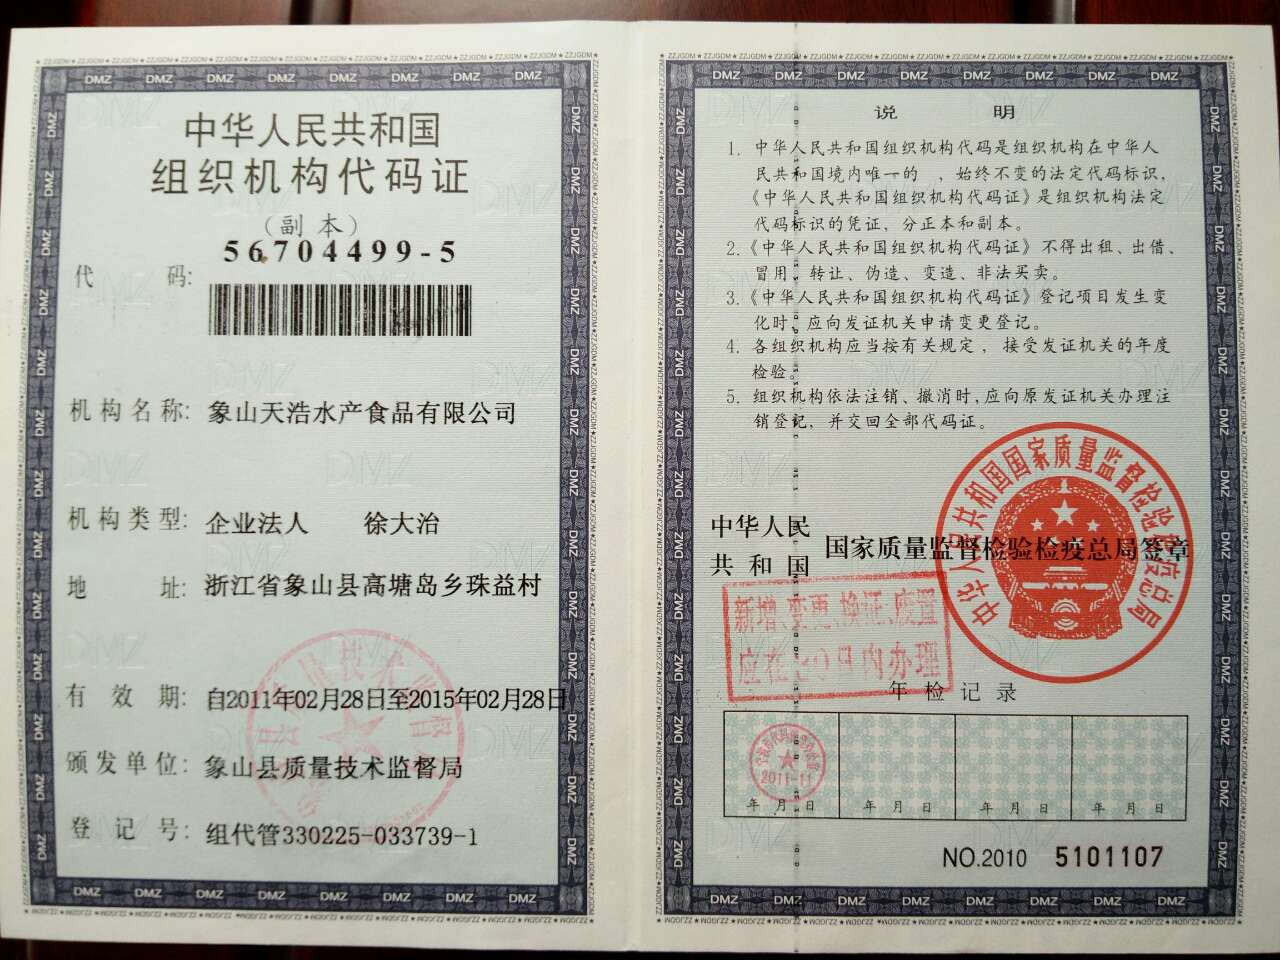 中华人民共和国
组织机构代码证
(副本)
代 码: 56704499-5
机构名称: 象山天浩水产食品有限公司
机构类型: 企业法人 徐大治
地 址: 浙江省象山县高塘岛乡珠益村
有 效 期: 自2011年02月28日至2015年02月28日
颁发单位: 象山县质量技术监督局
登 记 号: 组代管330225-033739-1
说 明
1. 中华人民共和国组织机构代码是组织机构在中华人
民共和国境内唯一的 、始终不变的法定代码标识,
《中华人民共和国组织机构代码证》是组织机构法定
代码标识的凭证,分正本和副本。
2.《中华人民共和国组织机构代码证》不得出租、出借、
冒用、转让、伪造、变造、非法买卖。
3.《中华人民共和国组织机构代码证》登记项目发生变
化时,应向发证机关申请变更登记。
4. 各组织机构应当按有关规定,接受发证机关的年度
检验。
5. 组织机构依法注销、撤消时,应向原发证机关办理注
销登记,并交回全部代码证。
中华人民
共和国
国家质量监督检验检疫总局签章
中华人民共和国国家质量监督检验检疫总局
新增、变更、换证、废置
应在30日内办理
年检记录
2011-11
年 月 日 年 月 日 年 月 日 年 月 日
NO.2010 5101107
DMZ
ZZJGDM